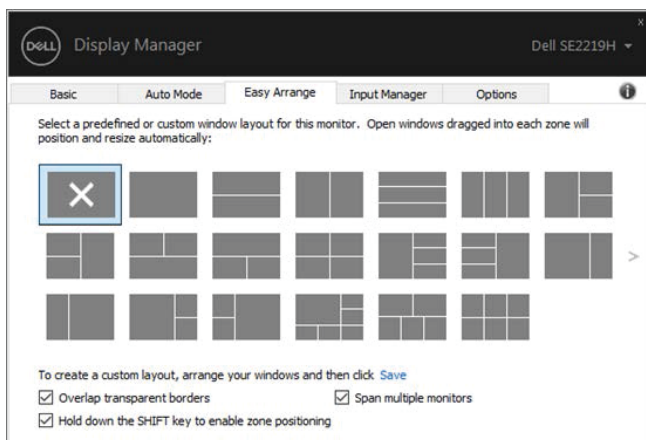 x
DELL Display Manager Dell SE2219H
Basic Auto Mode Easy Arrange Input Manager Options i
Select a predefined or custom window layout for this monitor. Open windows dragged into each zone will
position and resize automatically:
>
To create a custom layout, arrange your windows and then click Save
Overlap transparent borders Span multiple monitors
Hold down the SHIFT key to enable zone positioning